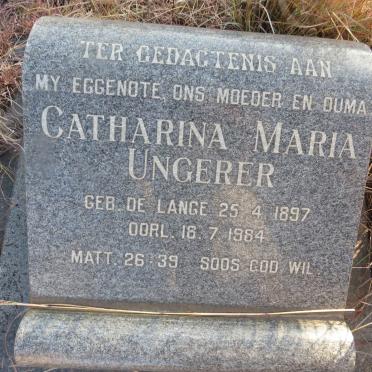 TER GEDAGTENIS AAN
MY EGGENOTE, ONS MOEDER EN OUMA
CATHARINA MARIA
UNGERER
GEB. DE LANGE 25.4.1897
OORL. 18.7.1984
MATT. 26:39 SOOS GOD WIL